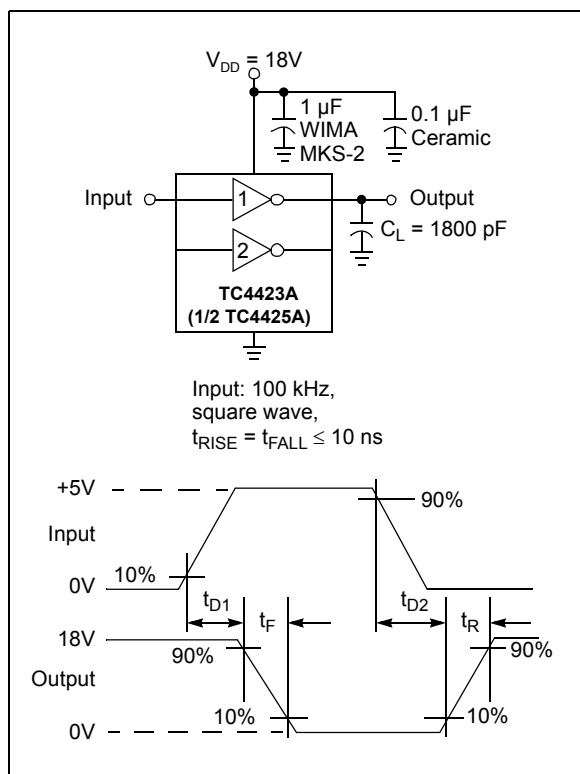 V_DD = 18V
1 µF
WIMA
MKS-2
0.1 µF
Ceramic
Input
1
Output
C_L = 1800 pF
2
TC4423A
(1/2 TC4425A)
Input: 100 kHz,
square wave,
t_RISE = t_FALL ≤ 10 ns
+5V
90%
Input
10%
0V
t_D1
t_F
t_D2
t_R
18V
90%
90%
Output
10%
10%
0V